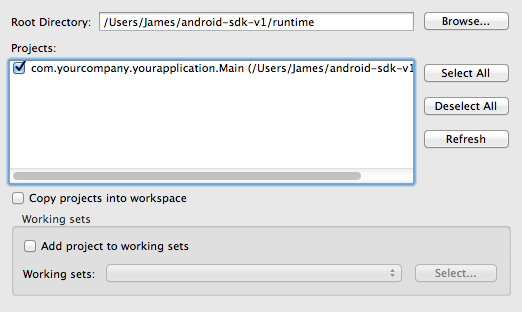 Root Directory: /Users/James/android-sdk-v1/runtime Browse...
Projects:
com.yourcompany.yourapplication.Main (/Users/James/android-sdk-v1
Select All
Deselect All
Refresh
Copy projects into workspace
Working sets
Add project to working sets
Working sets: Select...